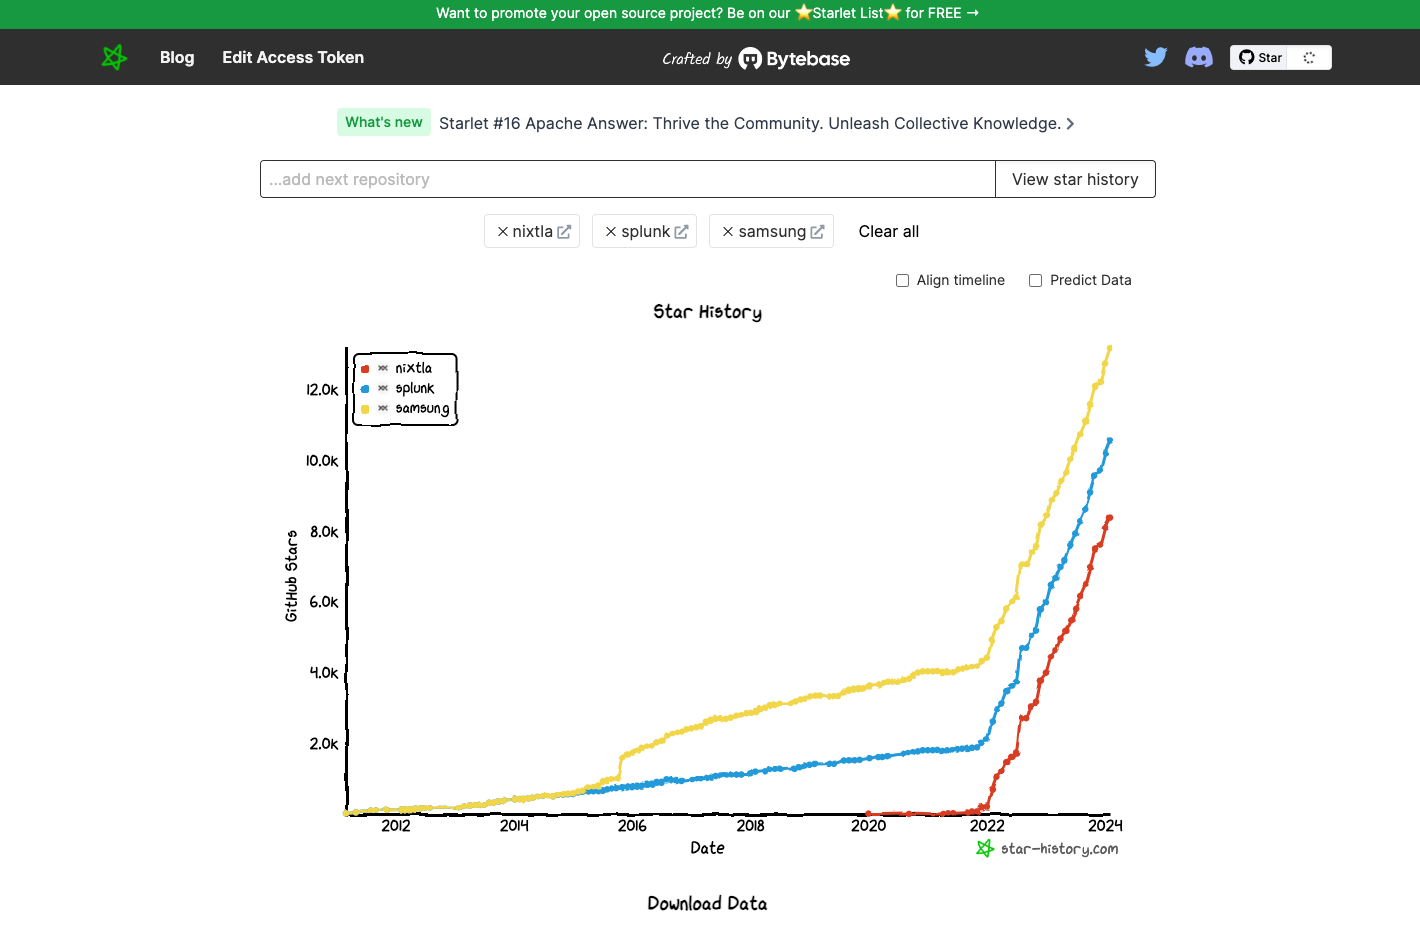 Want to promote your open source project? Be on our ⭐Starlet List⭐ for FREE →
Blog
Edit Access Token
Crafted by Bytebase
Star
What's new
Starlet #16 Apache Answer: Thrive the Community. Unleash Collective Knowledge.
...add next repository
View star history
nixtla
splunk
samsung
Clear all
Align timeline
Predict Data
Star History
nixtla
splunk
samsung
12.0k
10.0k
8.0k
6.0k
4.0k
2.0k
GitHub Stars
2012
2014
2016
2018
2020
2022
2024
Date
star-history.com
Download Data